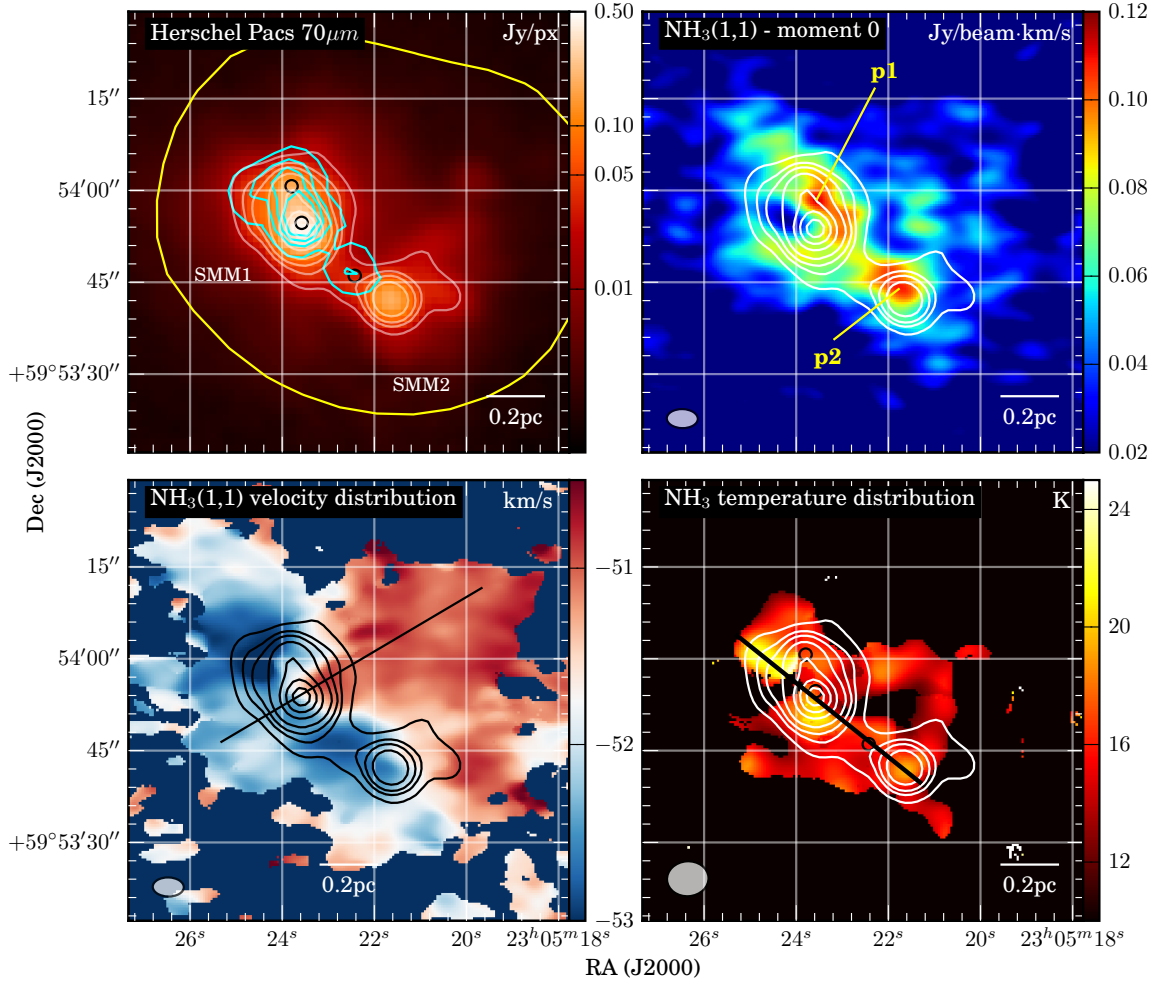 Herschel Pacs 70μm
Jy/px
0.50
0.10
0.05
0.01
SMM1
SMM2
0.2pc
15″
54′00″
45″
+59°53′30″
NH₃(1,1) - moment 0
Jy/beam·km/s
p1
p2
0.2pc
0.12
0.10
0.08
0.06
0.04
0.02
Dec (J2000)
NH₃(1,1) velocity distribution
km/s
−51
−52
−53
0.2pc
15″
54′00″
45″
+59°53′30″
26ˢ
24ˢ
22ˢ
20ˢ
23ʰ05ᵐ18ˢ
NH₃ temperature distribution
K
24
20
16
12
0.2pc
26ˢ
24ˢ
22ˢ
20ˢ
23ʰ05ᵐ18ˢ
RA (J2000)